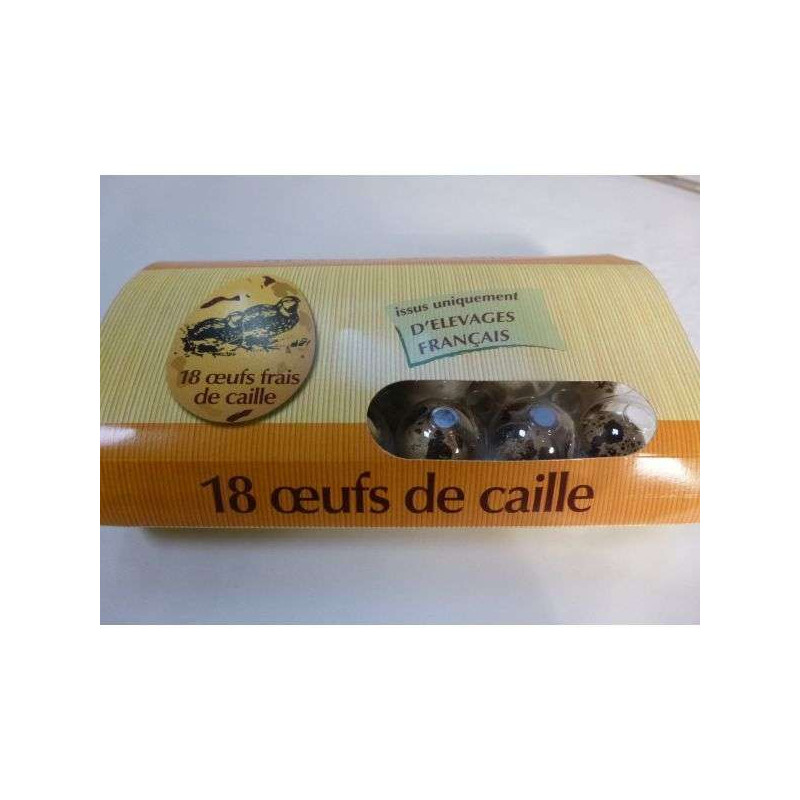 issus uniquement
D'ELEVAGES
FRANÇAIS
18 œufs frais
de caille
18 œufs de caille